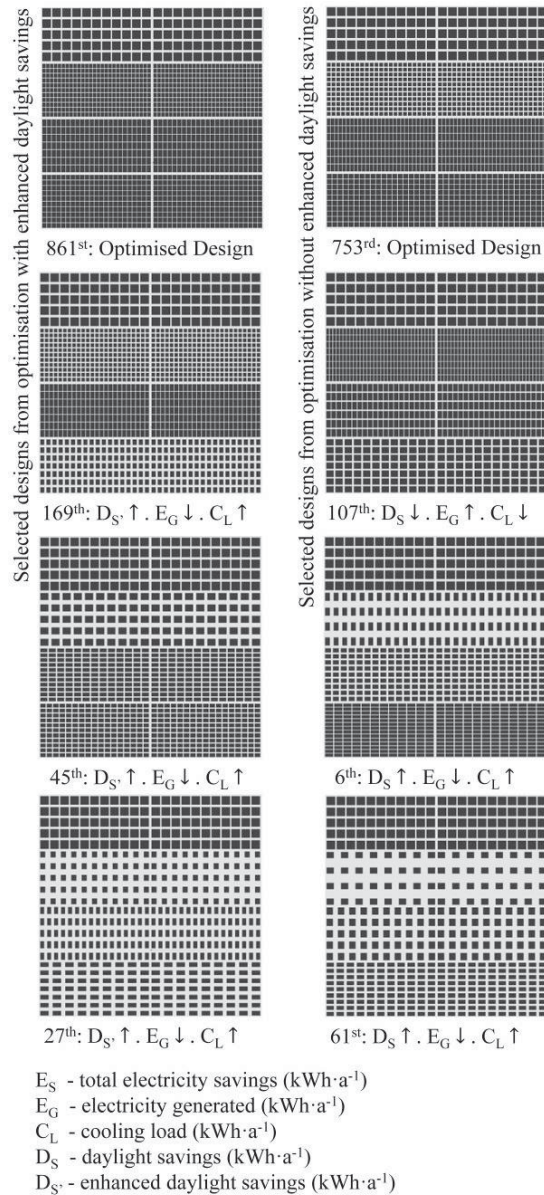 Selected designs from optimisation with enhanced daylight savings
861st: Optimised Design
169th: DS' ↑ . EG ↓ . CL ↑
45th: DS' ↑ . EG ↓ . CL ↑
27th: DS' ↑ . EG ↓ . CL ↑
Selected designs from optimisation without enhanced daylight savings
753rd: Optimised Design
107th: DS ↓ . EG ↑ . CL ↓
6th: DS ↑ . EG ↓ . CL ↑
61st: DS ↑ . EG ↓ . CL ↑
ES - total electricity savings (kWh·a-1)
EG - electricity generated (kWh·a-1)
CL - cooling load (kWh·a-1)
DS - daylight savings (kWh·a-1)
DS' - enhanced daylight savings (kWh·a-1)